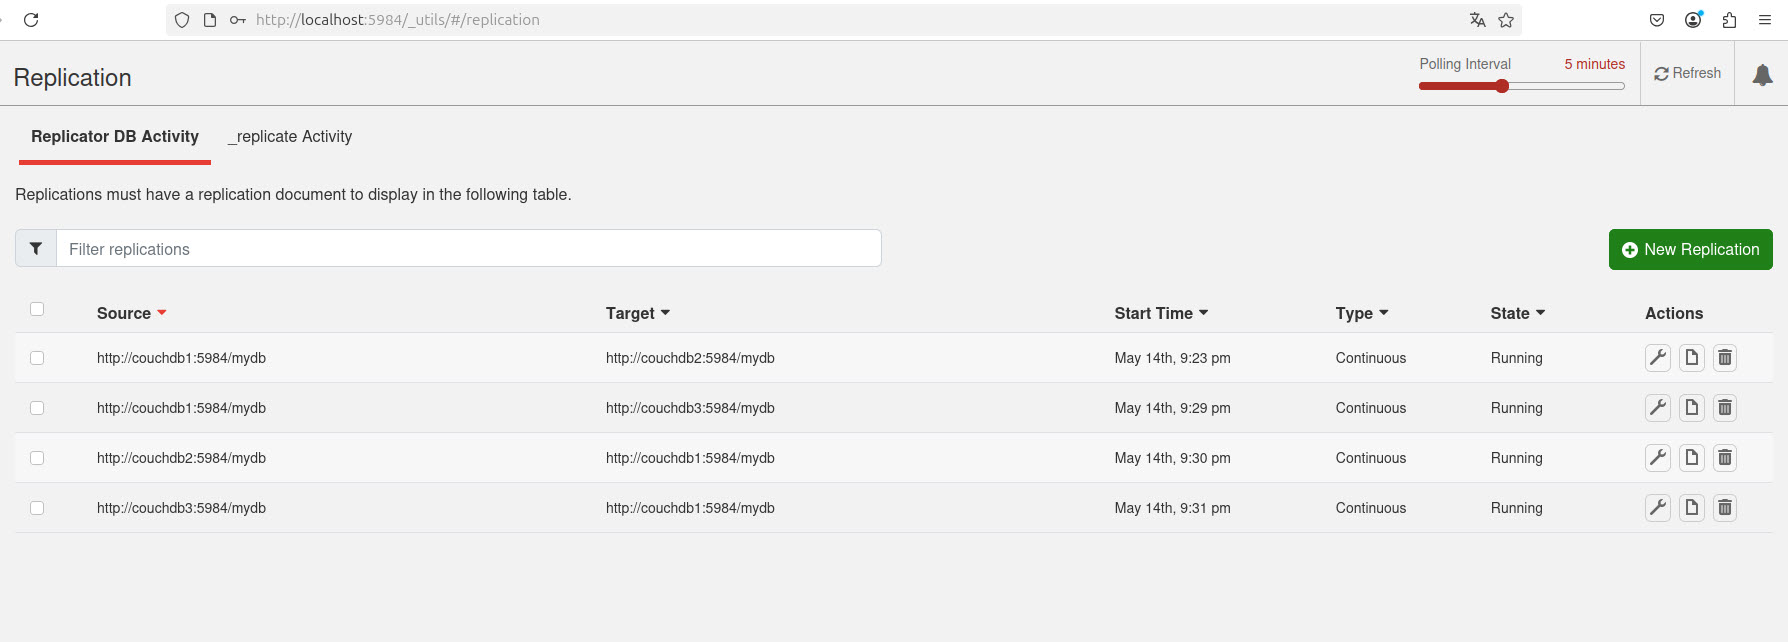 http://localhost:5984/_utils/#/replication
Replication
Polling Interval 5 minutes
Refresh
Replicator DB Activity _replicate Activity
Replications must have a replication document to display in the following table.
Filter replications
New Replication
Source Target Start Time Type State Actions
http://couchdb1:5984/mydb http://couchdb2:5984/mydb May 14th, 9:23 pm Continuous Running
http://couchdb1:5984/mydb http://couchdb3:5984/mydb May 14th, 9:29 pm Continuous Running
http://couchdb2:5984/mydb http://couchdb1:5984/mydb May 14th, 9:30 pm Continuous Running
http://couchdb3:5984/mydb http://couchdb1:5984/mydb May 14th, 9:31 pm Continuous Running